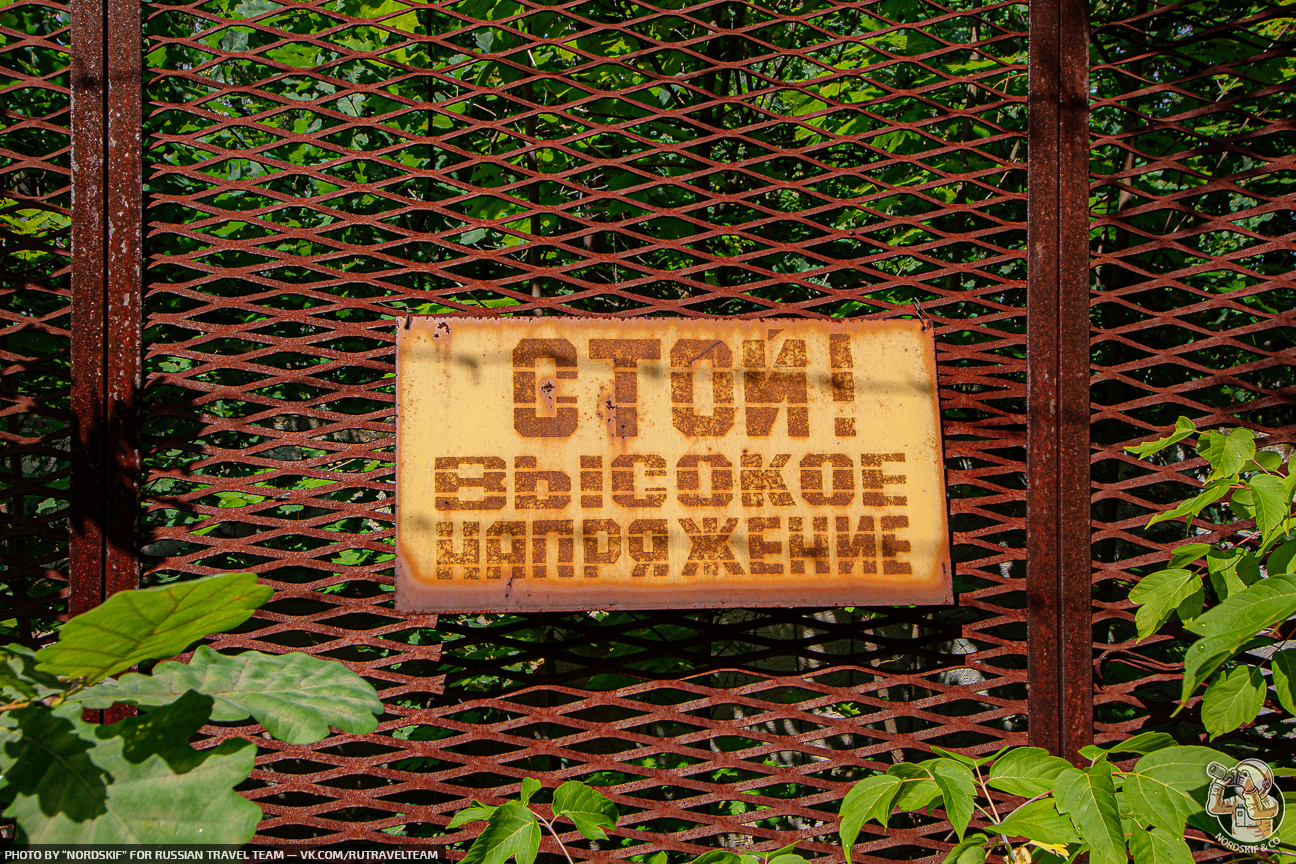 СТОЙ!
ВЫСОКОЕ
НАПРЯЖЕНИЕ
PHOTO BY "NORDSKIF" FOR RUSSIAN TRAVEL TEAM — VK.COM/RUTRAVELTEAM
NORDSKIF & CO